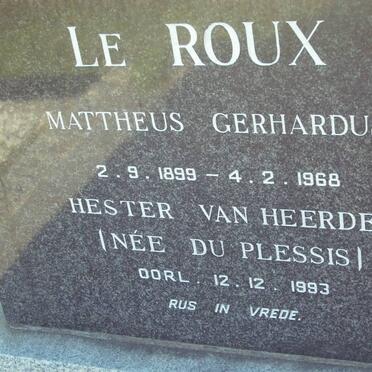 LE ROUX
MATTHEUS GERHARDUS
2.9.1899 – 4.2.1968
HESTER VAN HEERDE
(NÉE DU PLESSIS)
OORL. 12.12.1993
RUS IN VREDE.